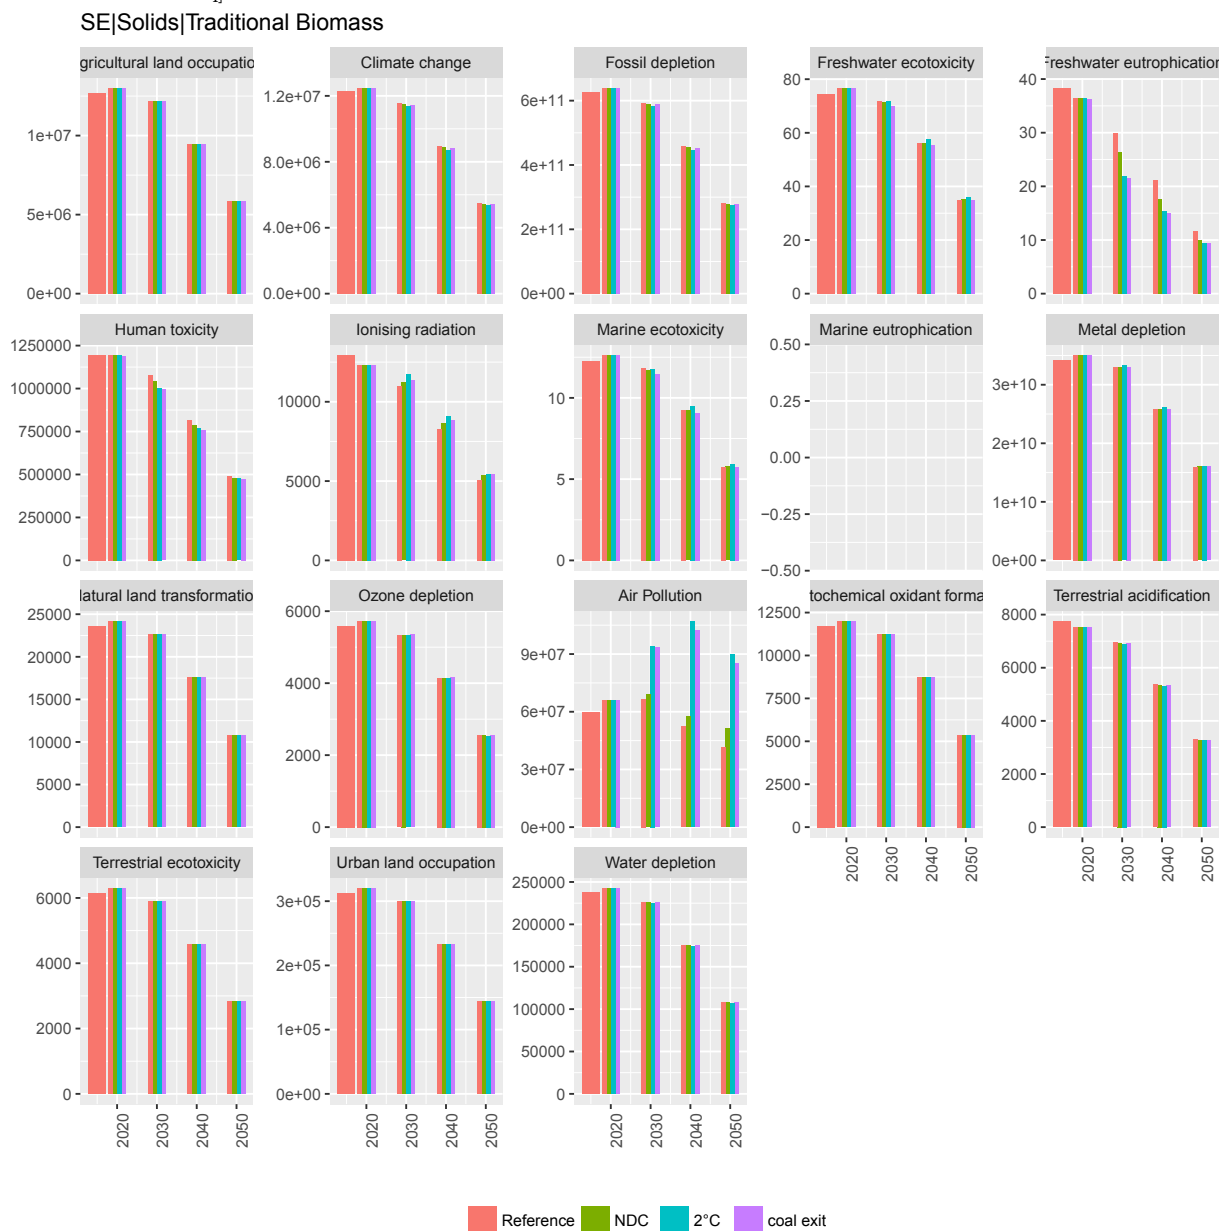 SE|Solids|Traditional Biomass
gricultural land occupatio
Climate change
Fossil depletion
Freshwater ecotoxicity
Freshwater eutrophication
1e+07
5e+06
0e+00
1.2e+07
8.0e+06
4.0e+06
0.0e+00
6e+11
4e+11
2e+11
0e+00
80
60
40
20
0
40
30
20
10
0
Human toxicity
Ionising radiation
Marine ecotoxicity
Marine eutrophication
Metal depletion
1250000
1000000
750000
500000
250000
0
10000
5000
0
10
5
0
0.50
0.25
0.00
−0.25
−0.50
3e+10
2e+10
1e+10
0e+00
latural land transformatio
Ozone depletion
Air Pollution
tochemical oxidant forma
Terrestrial acidification
25000
20000
15000
10000
5000
0
6000
4000
2000
0
9e+07
6e+07
3e+07
0e+00
12500
10000
7500
5000
2500
0
8000
6000
4000
2000
0
2020
2030
2040
2050
2020
2030
2040
2050
Terrestrial ecotoxicity
Urban land occupation
Water depletion
6000
4000
2000
0
3e+05
2e+05
1e+05
0e+00
250000
200000
150000
100000
50000
0
2020
2030
2040
2050
2020
2030
2040
2050
2020
2030
2040
2050
Reference
NDC
2°C
coal exit